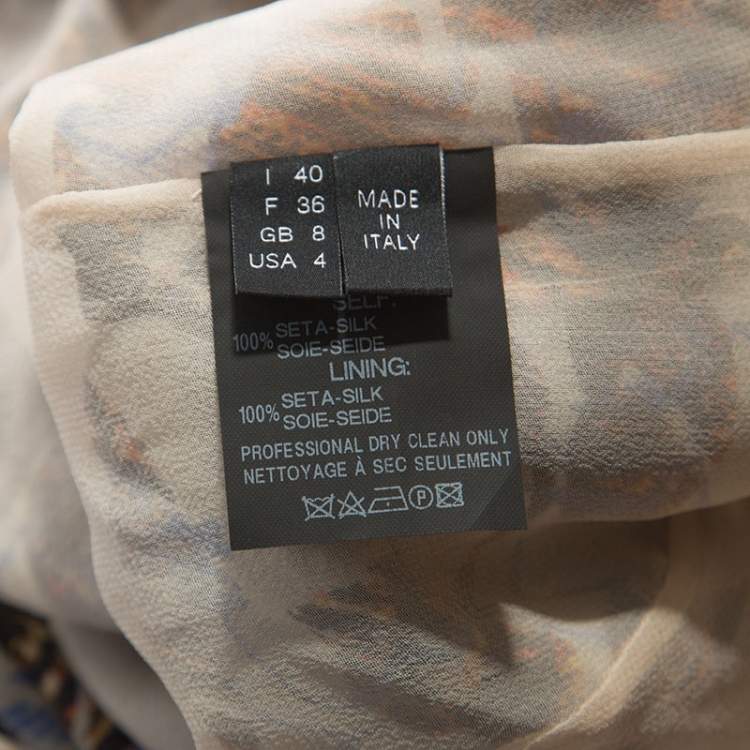 I 40
F 36
GB 8
USA 4
MADE
IN
ITALY
SELF:
100% SETA-SILK
SOIE-SEIDE
LINING:
100% SETA-SILK
SOIE-SEIDE
PROFESSIONAL DRY CLEAN ONLY
NETTOYAGE À SEC SEULEMENT
P